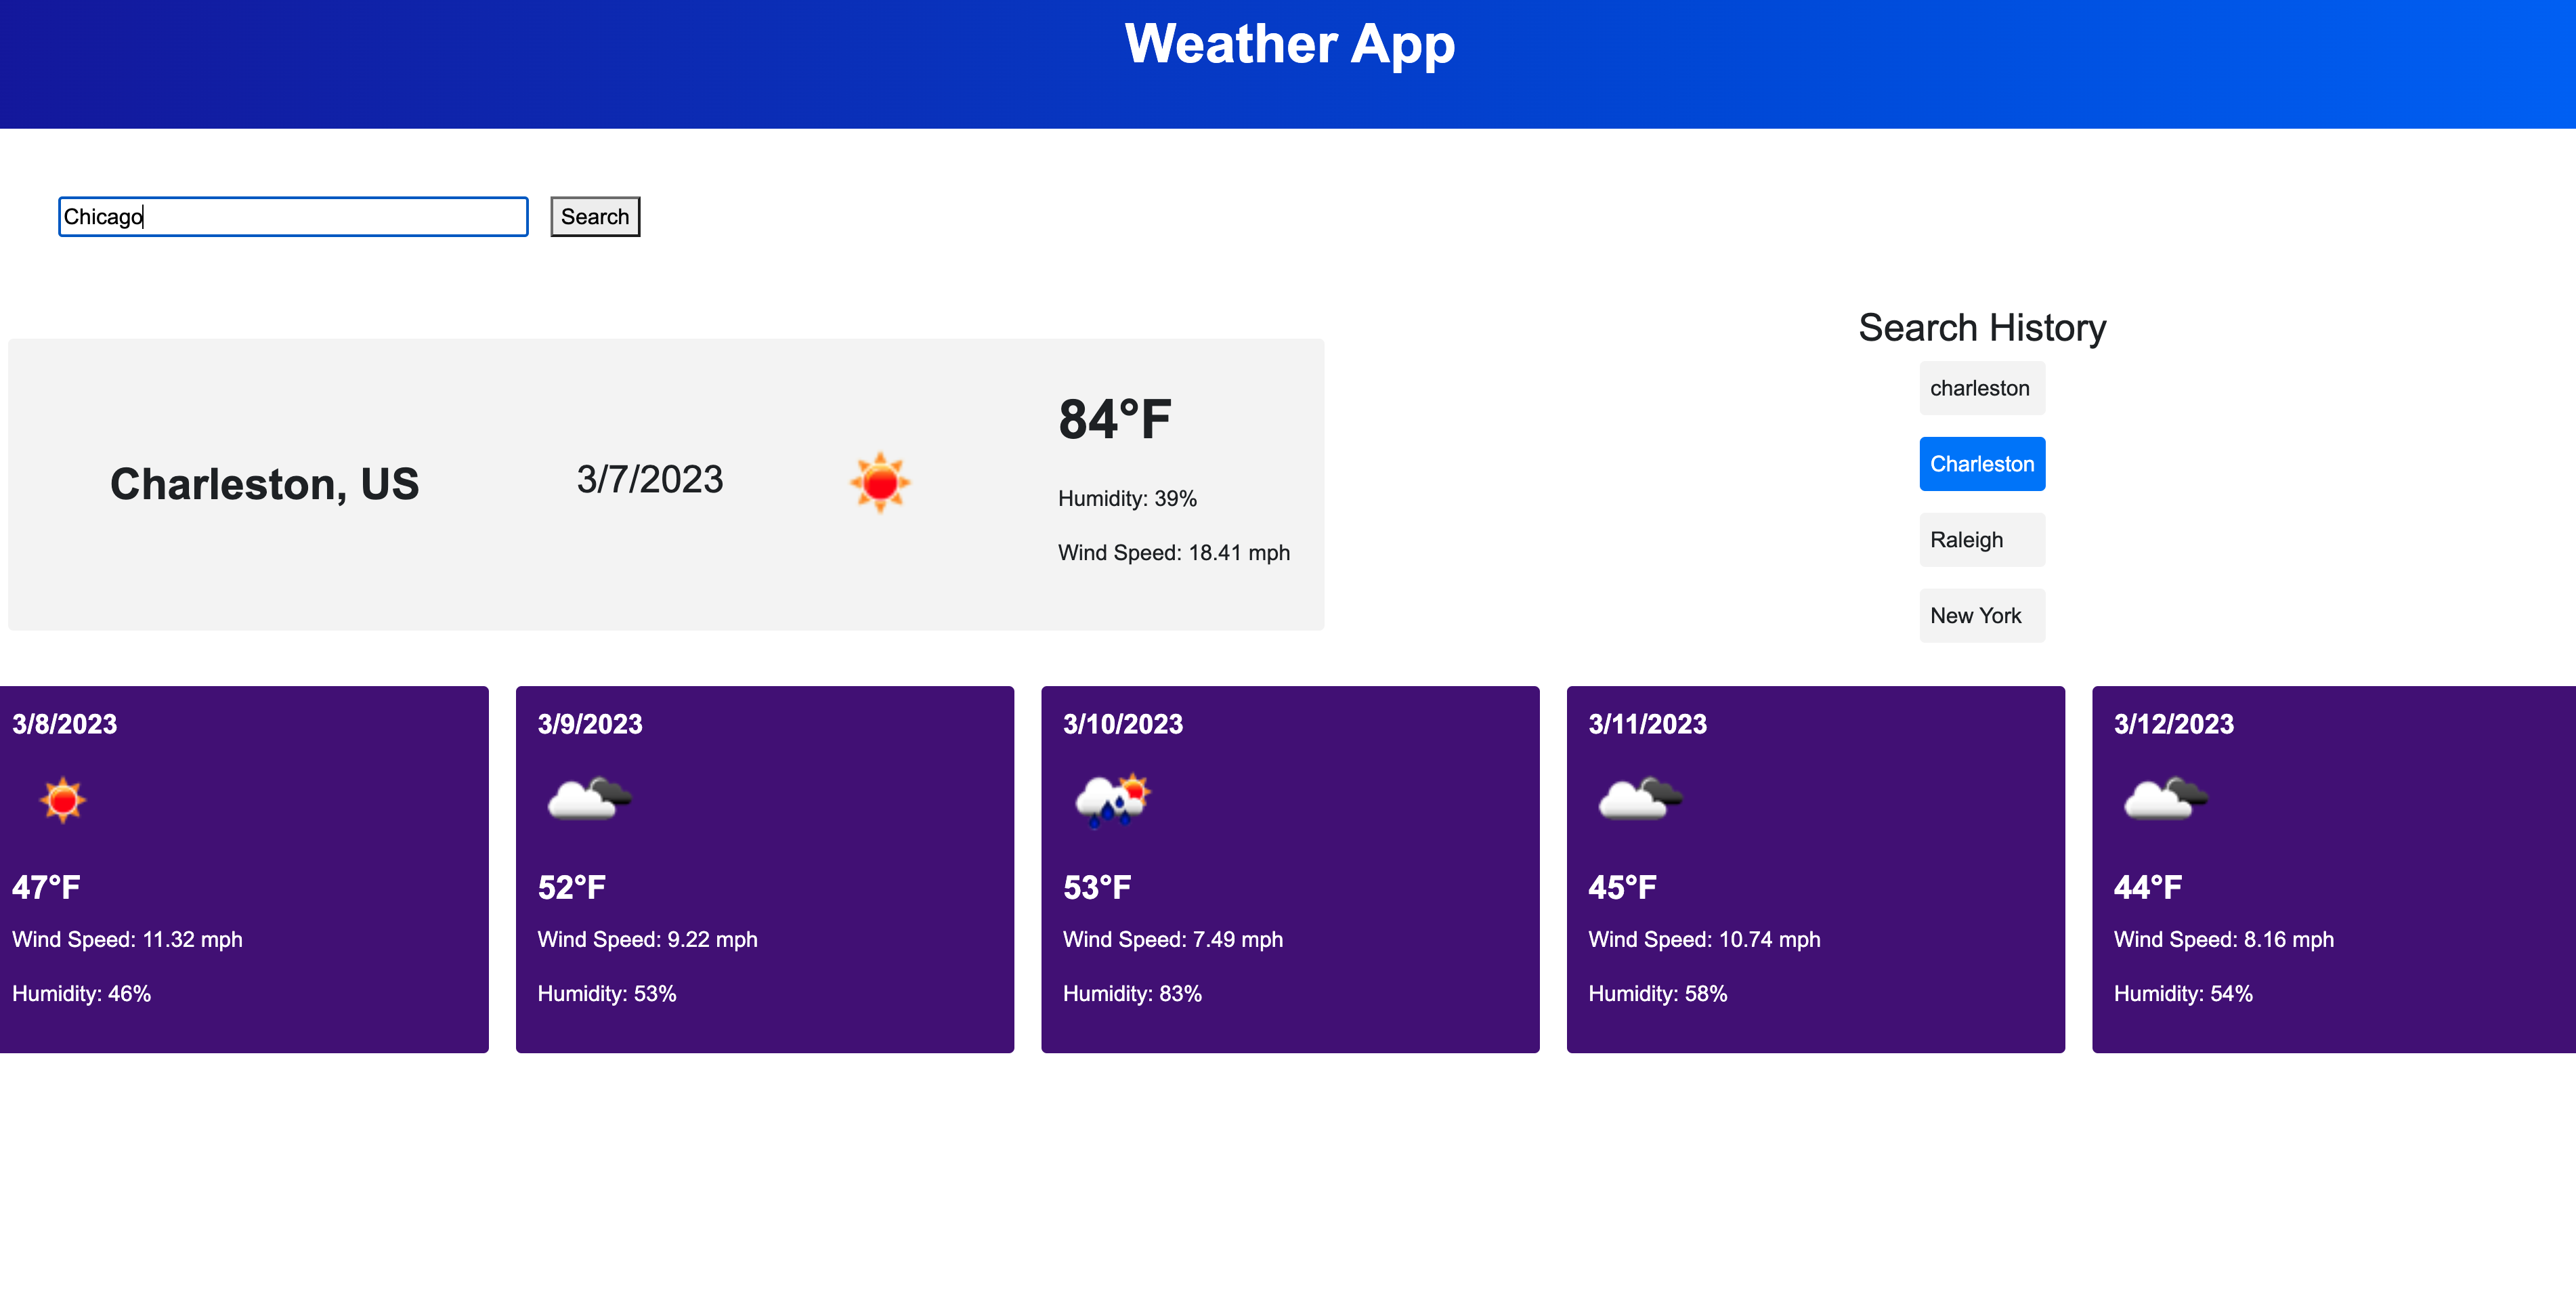 Weather App
Chicago
Search
Charleston, US
3/7/2023
84°F
Humidity: 39%
Wind Speed: 18.41 mph
Search History
charleston
Charleston
Raleigh
New York
3/8/2023
47°F
Wind Speed: 11.32 mph
Humidity: 46%
3/9/2023
52°F
Wind Speed: 9.22 mph
Humidity: 53%
3/10/2023
53°F
Wind Speed: 7.49 mph
Humidity: 83%
3/11/2023
45°F
Wind Speed: 10.74 mph
Humidity: 58%
3/12/2023
44°F
Wind Speed: 8.16 mph
Humidity: 54%